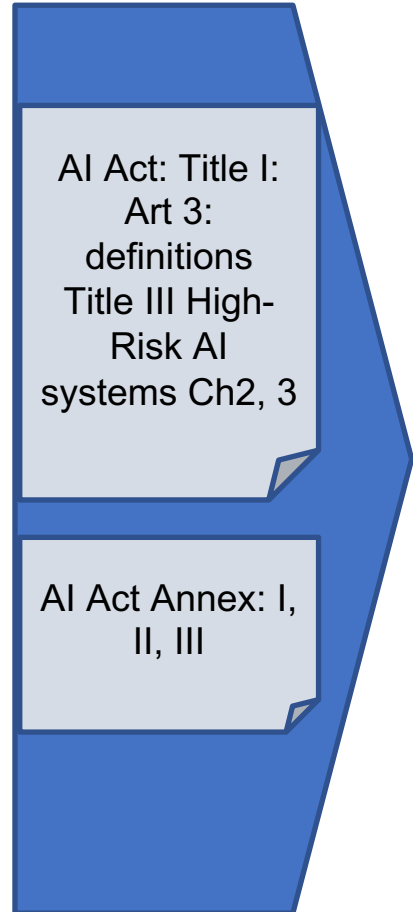 AI Act: Title I:
Art 3:
definitions
Title III High-
Risk AI
systems Ch2, 3
AI Act Annex: I,
II, III